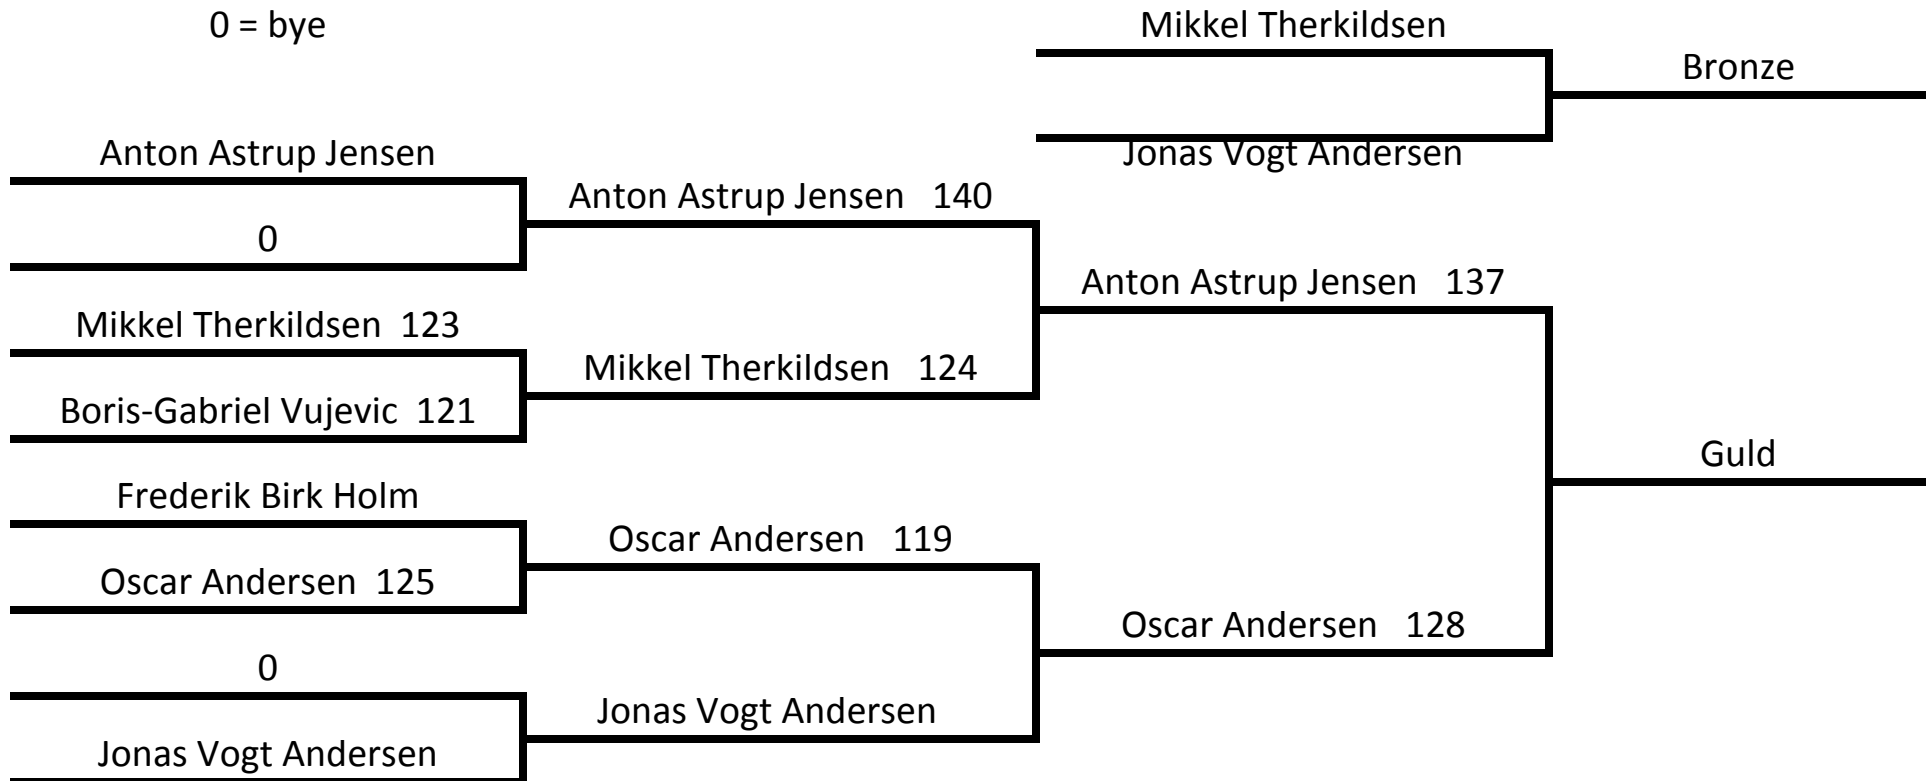 0 = bye
Mikkel Therkildsen
Bronze
Jonas Vogt Andersen
Anton Astrup Jensen
0
Mikkel Therkildsen 123
Boris-Gabriel Vujevic 121
Frederik Birk Holm
Oscar Andersen 125
0
Jonas Vogt Andersen
Anton Astrup Jensen 140
Mikkel Therkildsen 124
Oscar Andersen 119
Jonas Vogt Andersen
Anton Astrup Jensen 137
Oscar Andersen 128
Guld